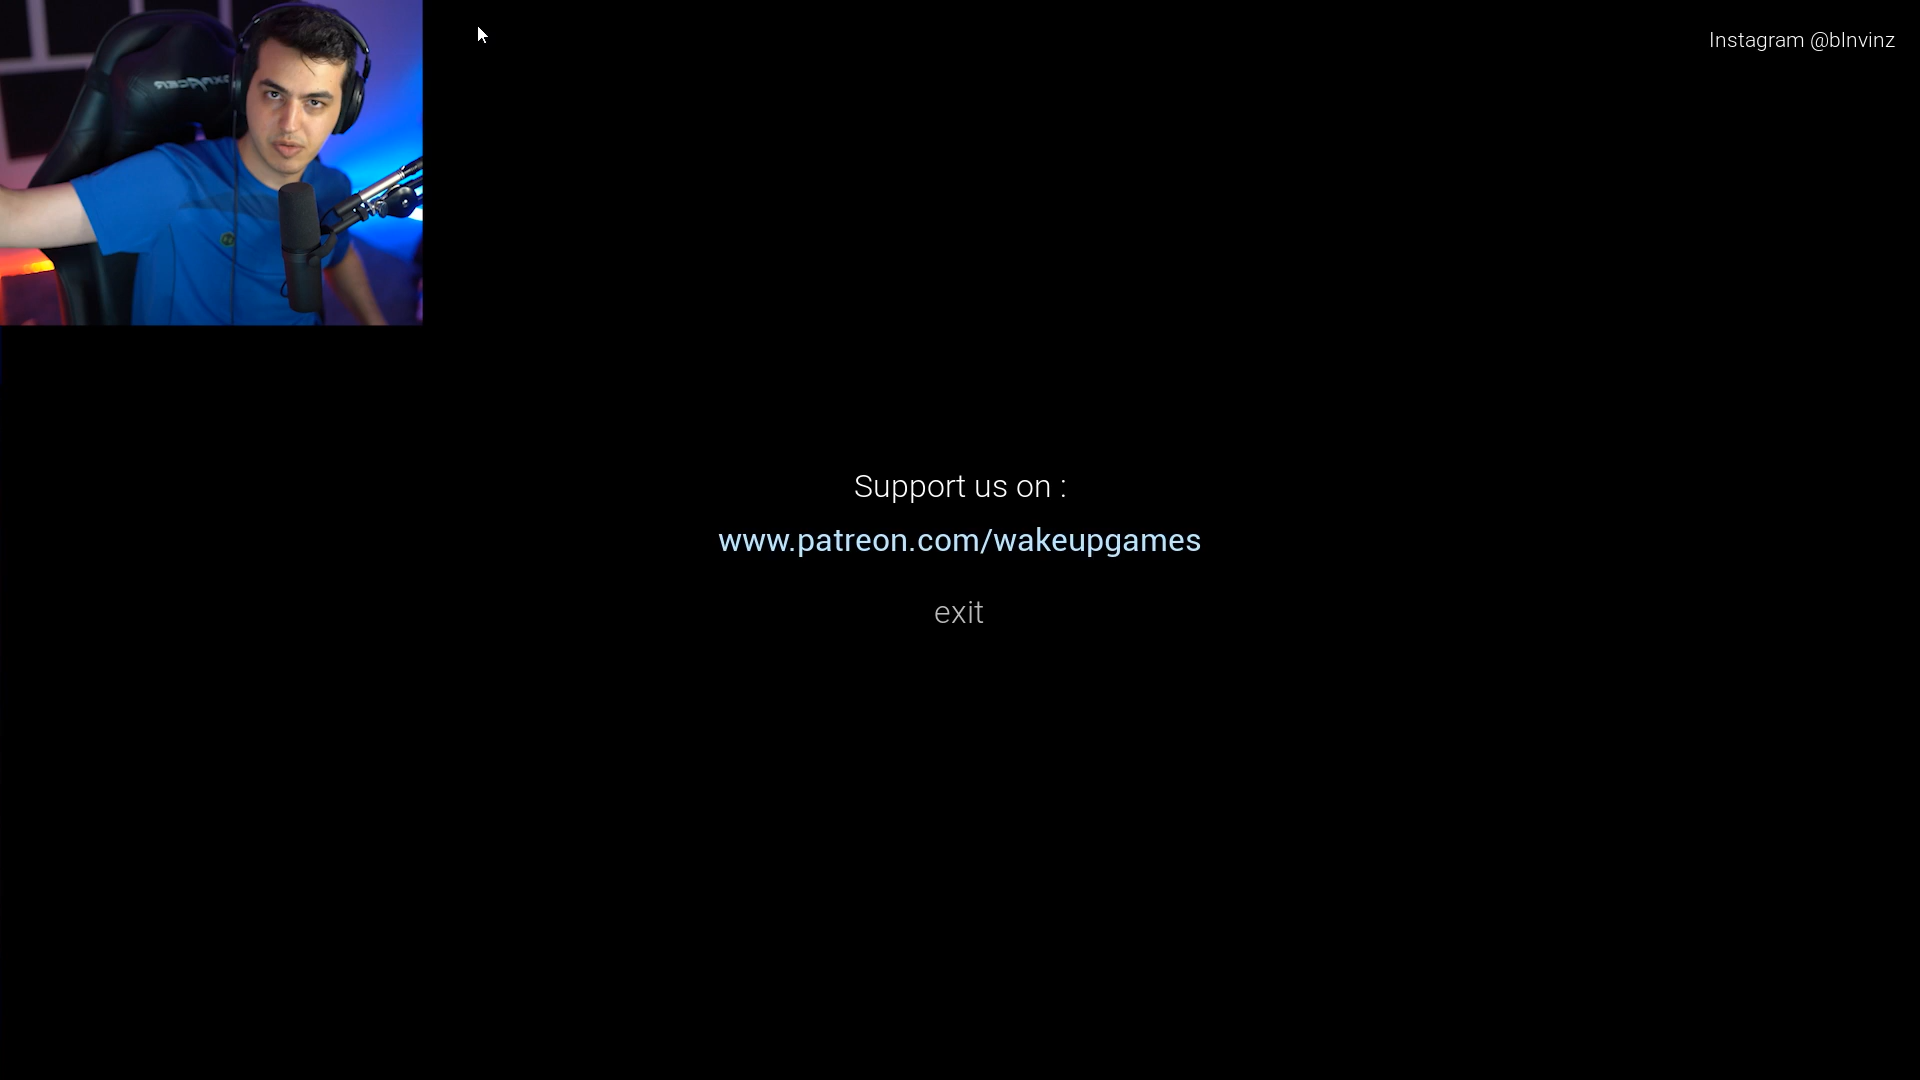 Instagram @blnvinz
Support us on :
www.patreon.com/wakeupgames
exit